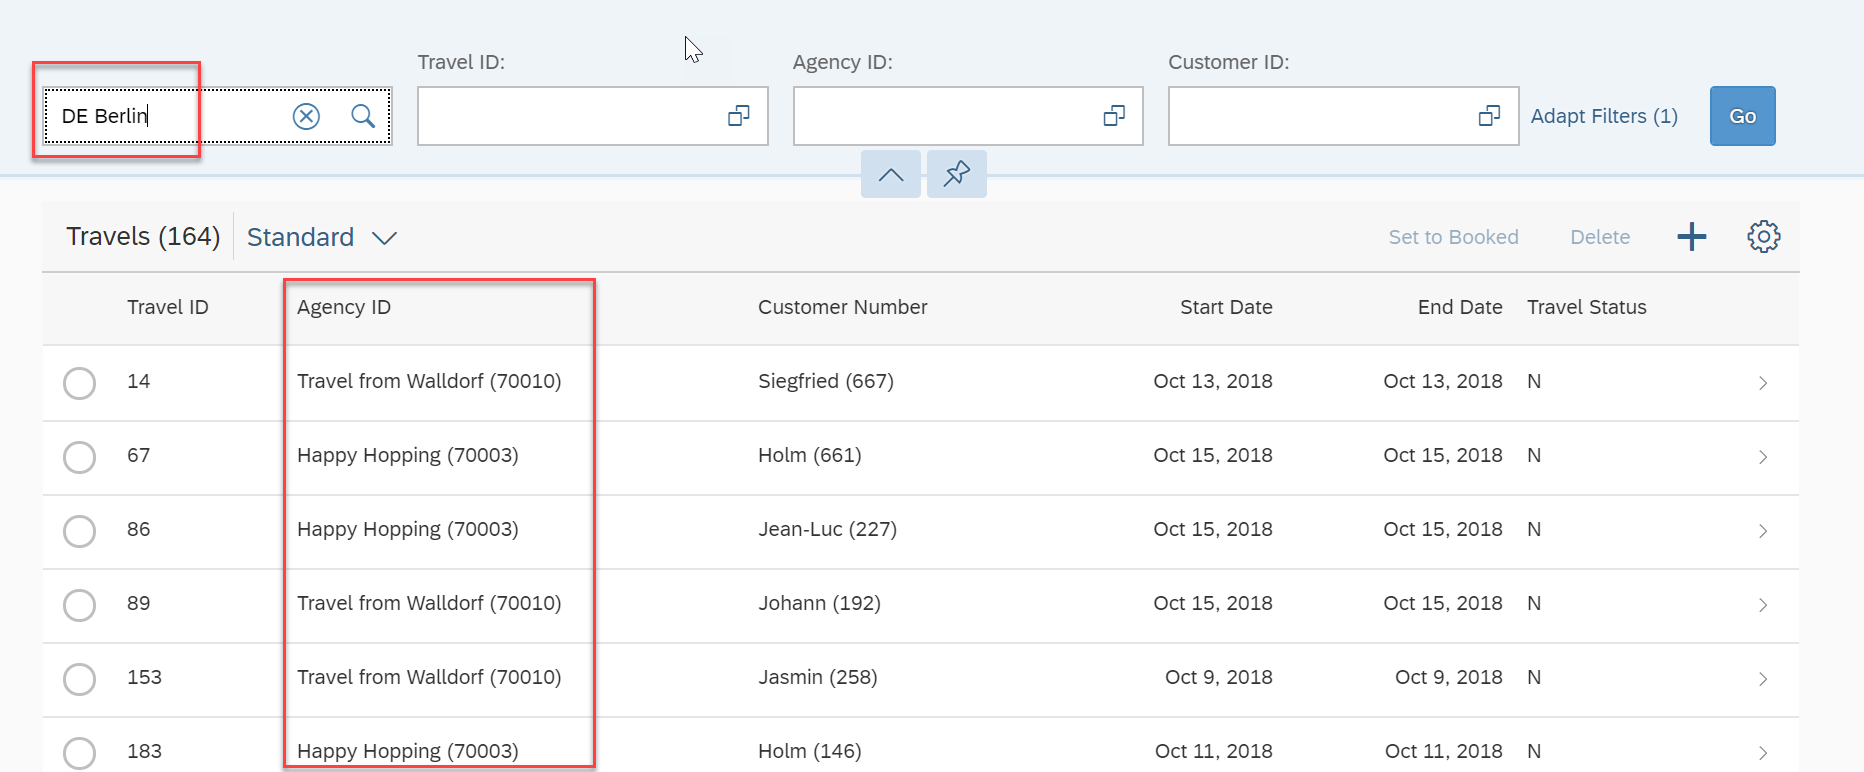 Travel ID:
Agency ID:
Customer ID:
DE Berlin
Adapt Filters (1)
Go
Travels (164)
Standard
Set to Booked
Delete
Travel ID Agency ID Customer Number Start Date End Date Travel Status
14 Travel from Walldorf (70010) Siegfried (667) Oct 13, 2018 Oct 13, 2018 N
67 Happy Hopping (70003) Holm (661) Oct 15, 2018 Oct 15, 2018 N
86 Happy Hopping (70003) Jean-Luc (227) Oct 15, 2018 Oct 15, 2018 N
89 Travel from Walldorf (70010) Johann (192) Oct 15, 2018 Oct 15, 2018 N
153 Travel from Walldorf (70010) Jasmin (258) Oct 9, 2018 Oct 9, 2018 N
183 Happy Hopping (70003) Holm (146) Oct 11, 2018 Oct 11, 2018 N